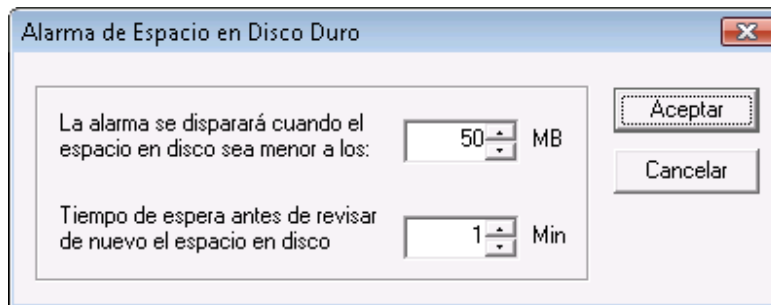 Alarma de Espacio en Disco Duro
La alarma se disparará cuando el
espacio en disco sea menor a los:
50
MB
Tiempo de espera antes de revisar
de nuevo el espacio en disco
1
Min
Aceptar
Cancelar